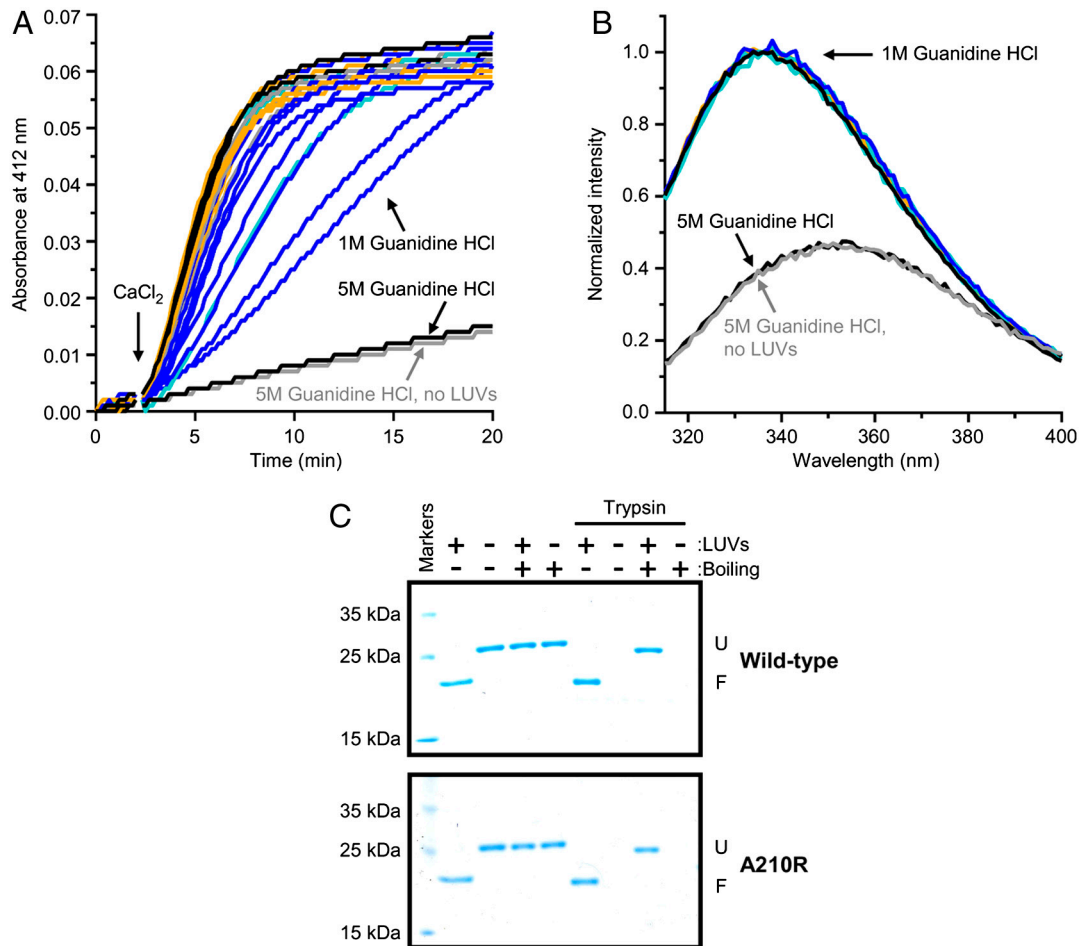 A
0.07
0.06
0.05
0.04
0.03
0.02
0.01
0.00
Absorbance at 412 nm
CaCl2
1M Guanidine HCl
5M Guanidine HCl
5M Guanidine HCl, no LUVs
0 5 10 15 20
Time (min)
B
1.0
0.8
0.6
0.4
0.2
0.0
Normalized intensity
1M Guanidine HCl
5M Guanidine HCl
5M Guanidine HCl,
no LUVs
320 340 360 380 400
Wavelength (nm)
C
Markers
Trypsin
+ - + - + - + - :LUVs
- - + + - - + + :Boiling
35 kDa
25 kDa
15 kDa
U
F
Wild-type
35 kDa
25 kDa
15 kDa
U
F
A210R